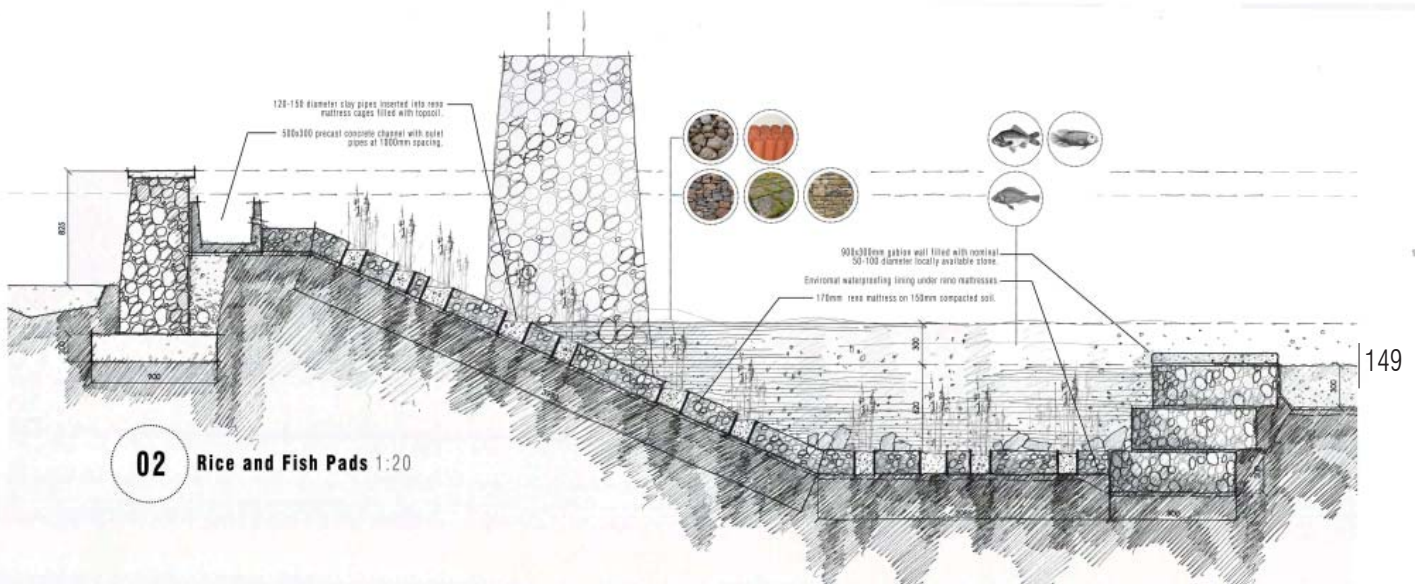 120-150 diameter clay pipes inserted into reno
mattress cages filled with topsoil.
500x300 precast concrete channel with oulet
pipes at 1000mm spacing.
825
900
900x300mm gabion wall filled with nominal
50-100 diameter locally available stone.
Enviromat waterproofing lining under reno mattresses
170mm reno mattress on 150mm compacted soil.
300
300
149
900
02 Rice and Fish Pads 1:20